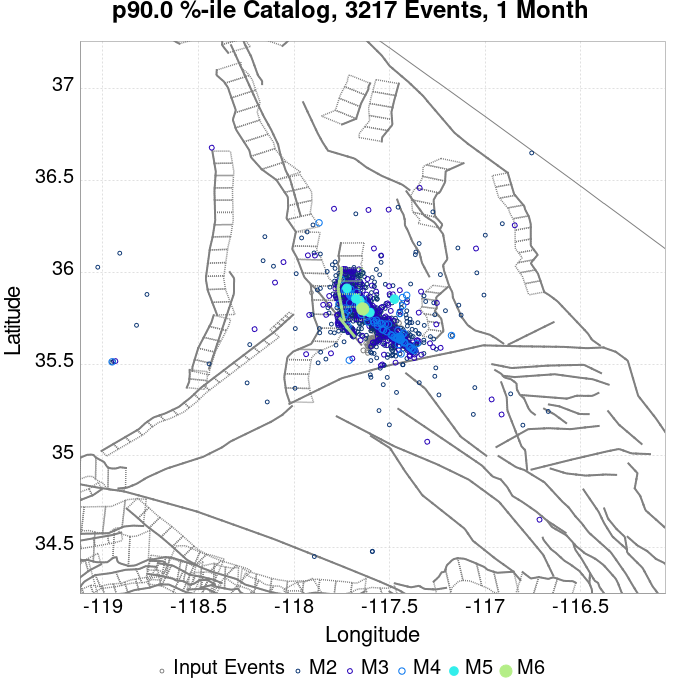 p90.0 %-ile Catalog, 3217 Events, 1 Month
37
36.5
36
35.5
35
34.5
Latitude
-119 -118.5 -118 -117.5 -117 -116.5
Longitude
Input Events M2 M3 M4 M5 M6